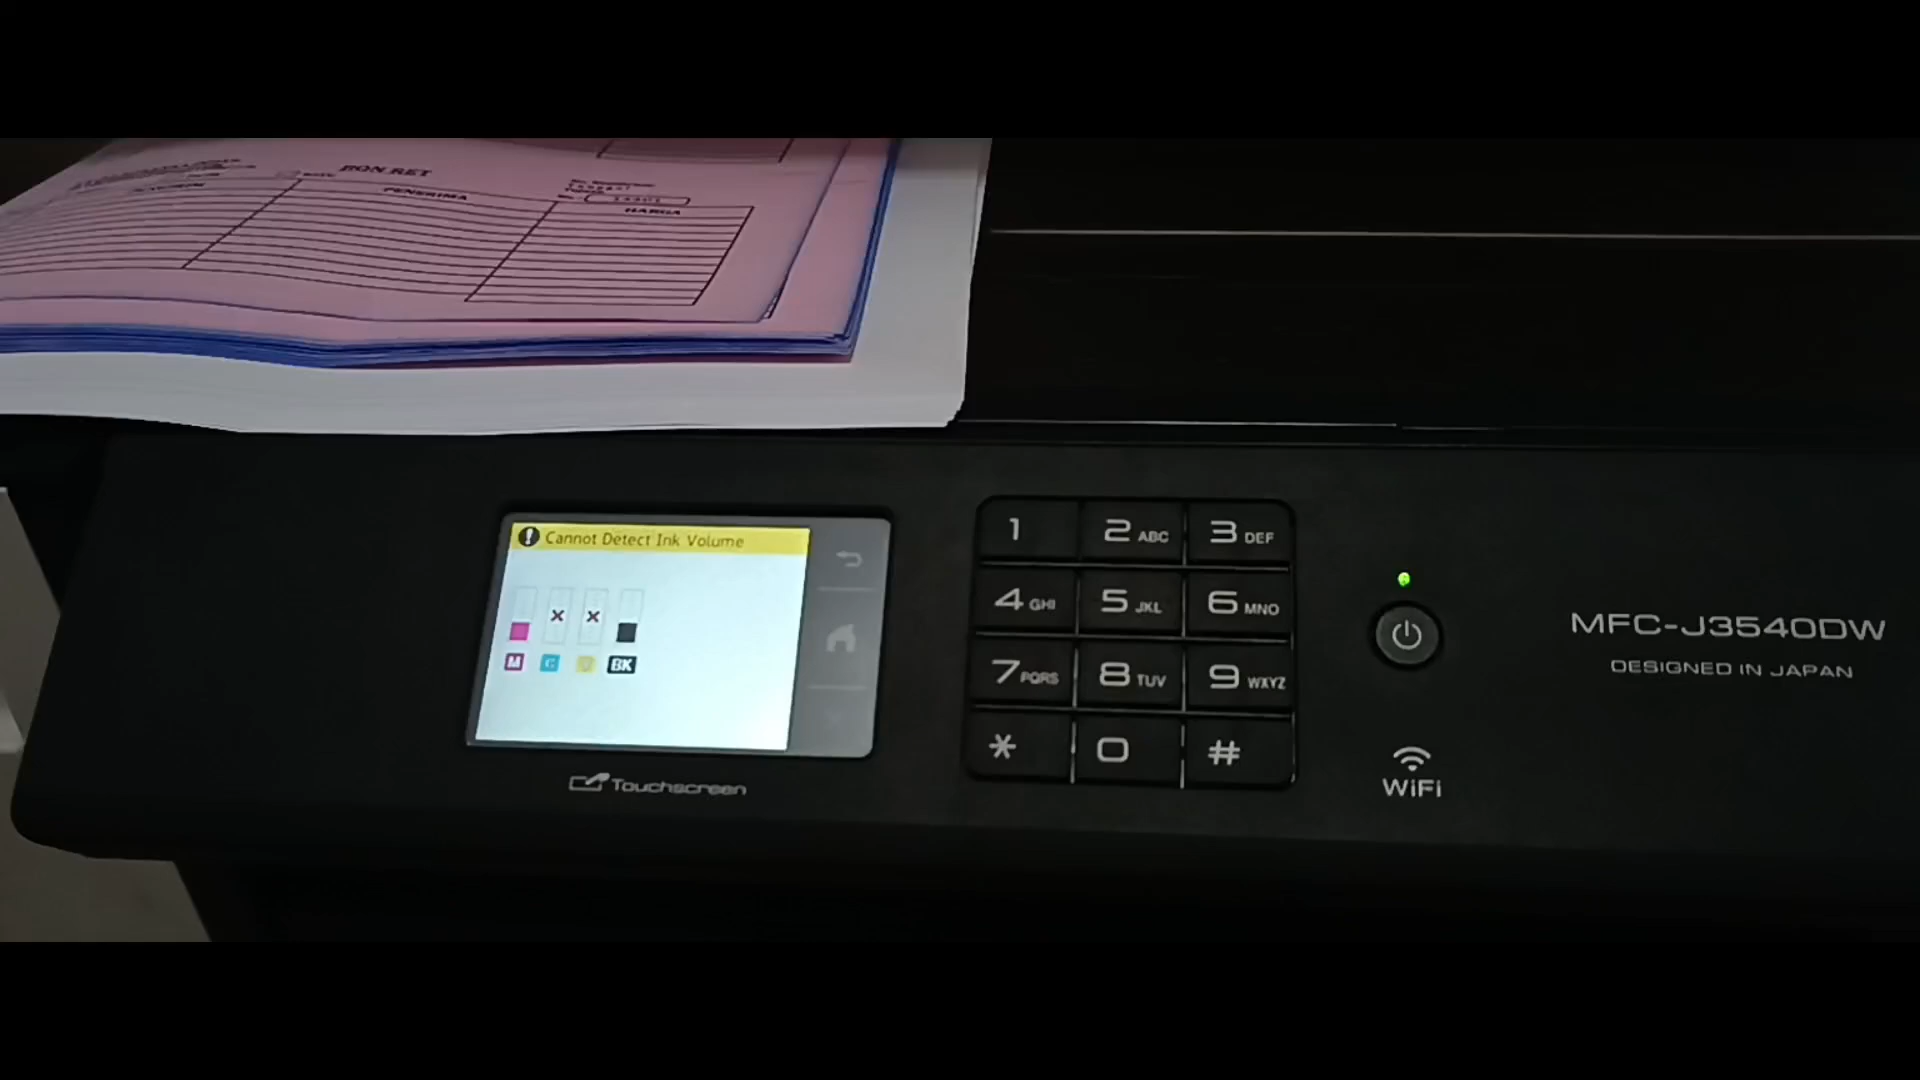 BON RET
PENERIMA
HARGA
Cannot Detect Ink Volume
M C Y BK
Touchscreen
1 2 ABC 3 DEF
4 GHI 5 JKL 6 MNO
7 PQRS 8 TUV 9 WXYZ
* 0 #
WiFi
MFC-J3540DW
DESIGNED IN JAPAN